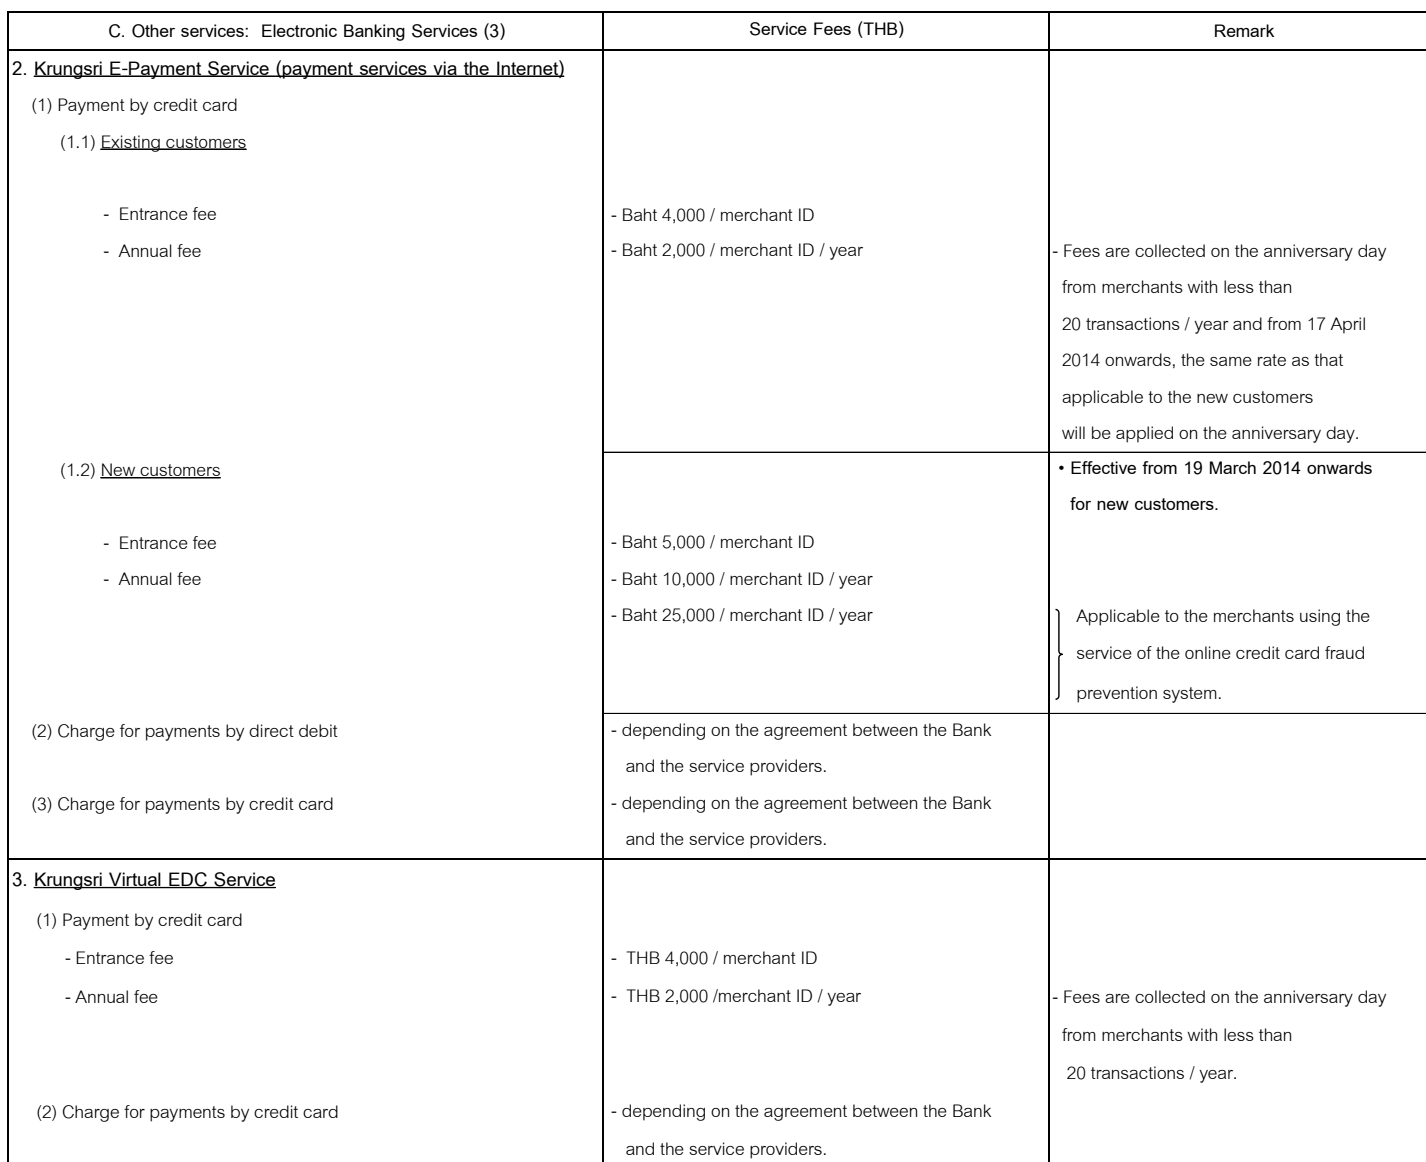 C. Other services: Electronic Banking Services (3) Service Fees (THB) Remark
2. Krungsri E-Payment Service (payment services via the Internet)
(1) Payment by credit card
(1.1) Existing customers
- Entrance fee - Baht 4,000 / merchant ID
- Annual fee - Baht 2,000 / merchant ID / year - Fees are collected on the anniversary day
from merchants with less than
20 transactions / year and from 17 April
2014 onwards, the same rate as that
applicable to the new customers
will be applied on the anniversary day.
(1.2) New customers • Effective from 19 March 2014 onwards
for new customers.
- Entrance fee - Baht 5,000 / merchant ID
- Annual fee - Baht 10,000 / merchant ID / year
- Baht 25,000 / merchant ID / year Applicable to the merchants using the
service of the online credit card fraud
prevention system.
(2) Charge for payments by direct debit - depending on the agreement between the Bank
and the service providers.
(3) Charge for payments by credit card - depending on the agreement between the Bank
and the service providers.
3. Krungsri Virtual EDC Service
(1) Payment by credit card
- Entrance fee - THB 4,000 / merchant ID
- Annual fee - THB 2,000 /merchant ID / year - Fees are collected on the anniversary day
from merchants with less than
20 transactions / year.
(2) Charge for payments by credit card - depending on the agreement between the Bank
and the service providers.